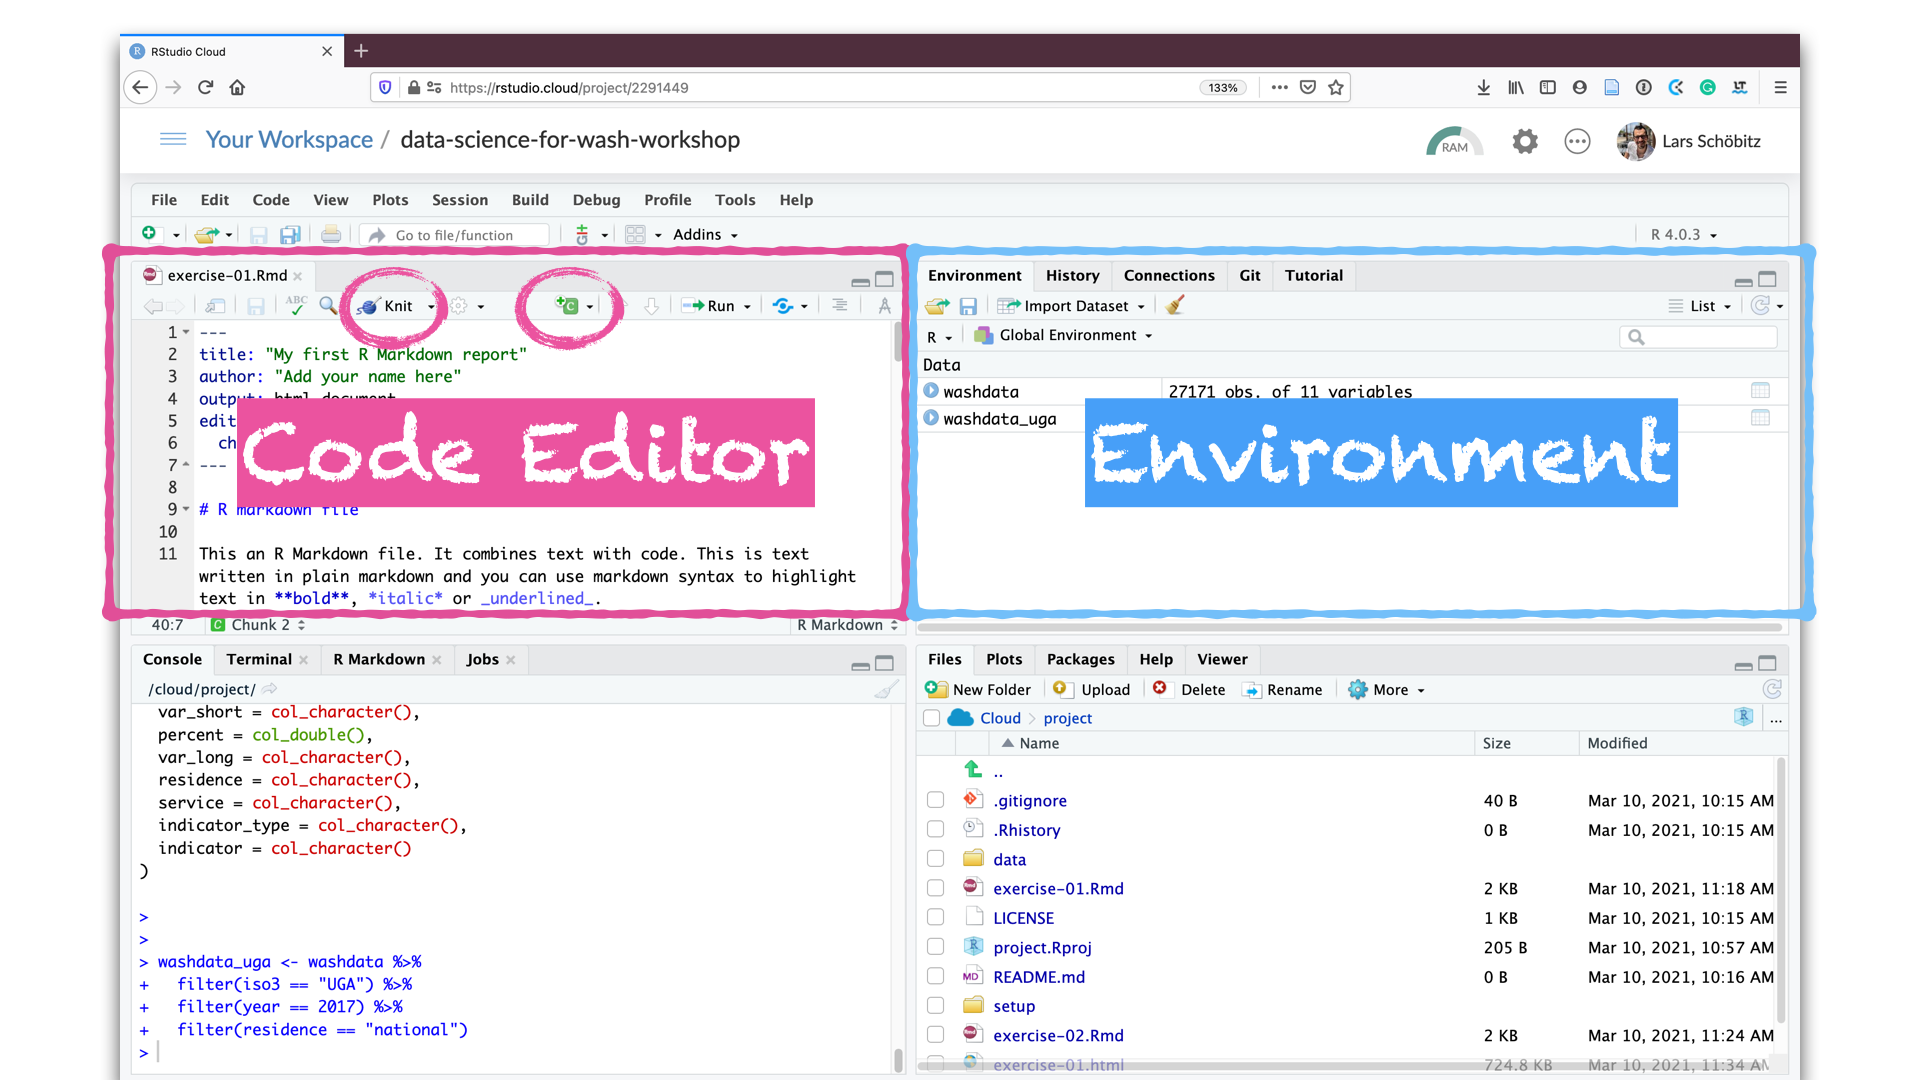 RStudio Cloud
https://rstudio.cloud/project/2291449
133%
Your Workspace / data-science-for-wash-workshop
RAM
Lars Schöbitz
File Edit Code View Plots Session Build Debug Profile Tools Help
Go to file/function
Addins
R 4.0.3
exercise-01.Rmd
ABC
Knit
Run
1 ---
2 title: "My first R Markdown report"
3 author: "Add your name here"
4 output: html_document
5 edit
6 ch
7 ---
8
9 # R markdown file
10
11 This an R Markdown file. It combines text with code. This is text
written in plain markdown and you can use markdown syntax to highlight
text in **bold**, *italic* or _underlined_.
Code Editor
40:7 Chunk 2 R Markdown
Environment History Connections Git Tutorial
Import Dataset
List
R Global Environment
Data
washdata 27171 obs. of 11 variables
washdata_uga
Environment
Console Terminal R Markdown Jobs
/cloud/project/
var_short = col_character(),
percent = col_double(),
var_long = col_character(),
residence = col_character(),
service = col_character(),
indicator_type = col_character(),
indicator = col_character()
)
>
>
> washdata_uga <- washdata %>%
+ filter(iso3 == "UGA") %>%
+ filter(year == 2017) %>%
+ filter(residence == "national")
>
Files Plots Packages Help Viewer
New Folder Upload Delete Rename More
Cloud > project
...
Name Size Modified
..
.gitignore 40 B Mar 10, 2021, 10:15 AM
.Rhistory 0 B Mar 10, 2021, 10:15 AM
data
exercise-01.Rmd 2 KB Mar 10, 2021, 11:18 AM
LICENSE 1 KB Mar 10, 2021, 10:15 AM
project.Rproj 205 B Mar 10, 2021, 10:57 AM
README.md 0 B Mar 10, 2021, 10:16 AM
setup
exercise-02.Rmd 2 KB Mar 10, 2021, 11:24 AM
exercise-01.html 724.8 KB Mar 10, 2021, 11:34 AM